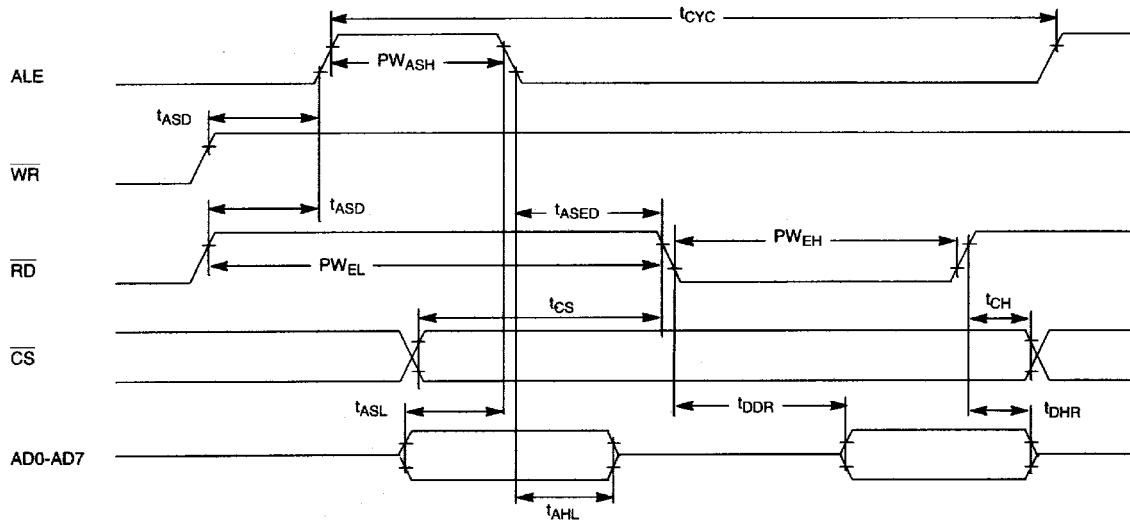 tCYC
PWASH
ALE
tASD
WR
tASD
tASED
PWEH
RD
PWEL
tCS
tCH
CS
tASL
tDDR
tDHR
AD0-AD7
tAHL